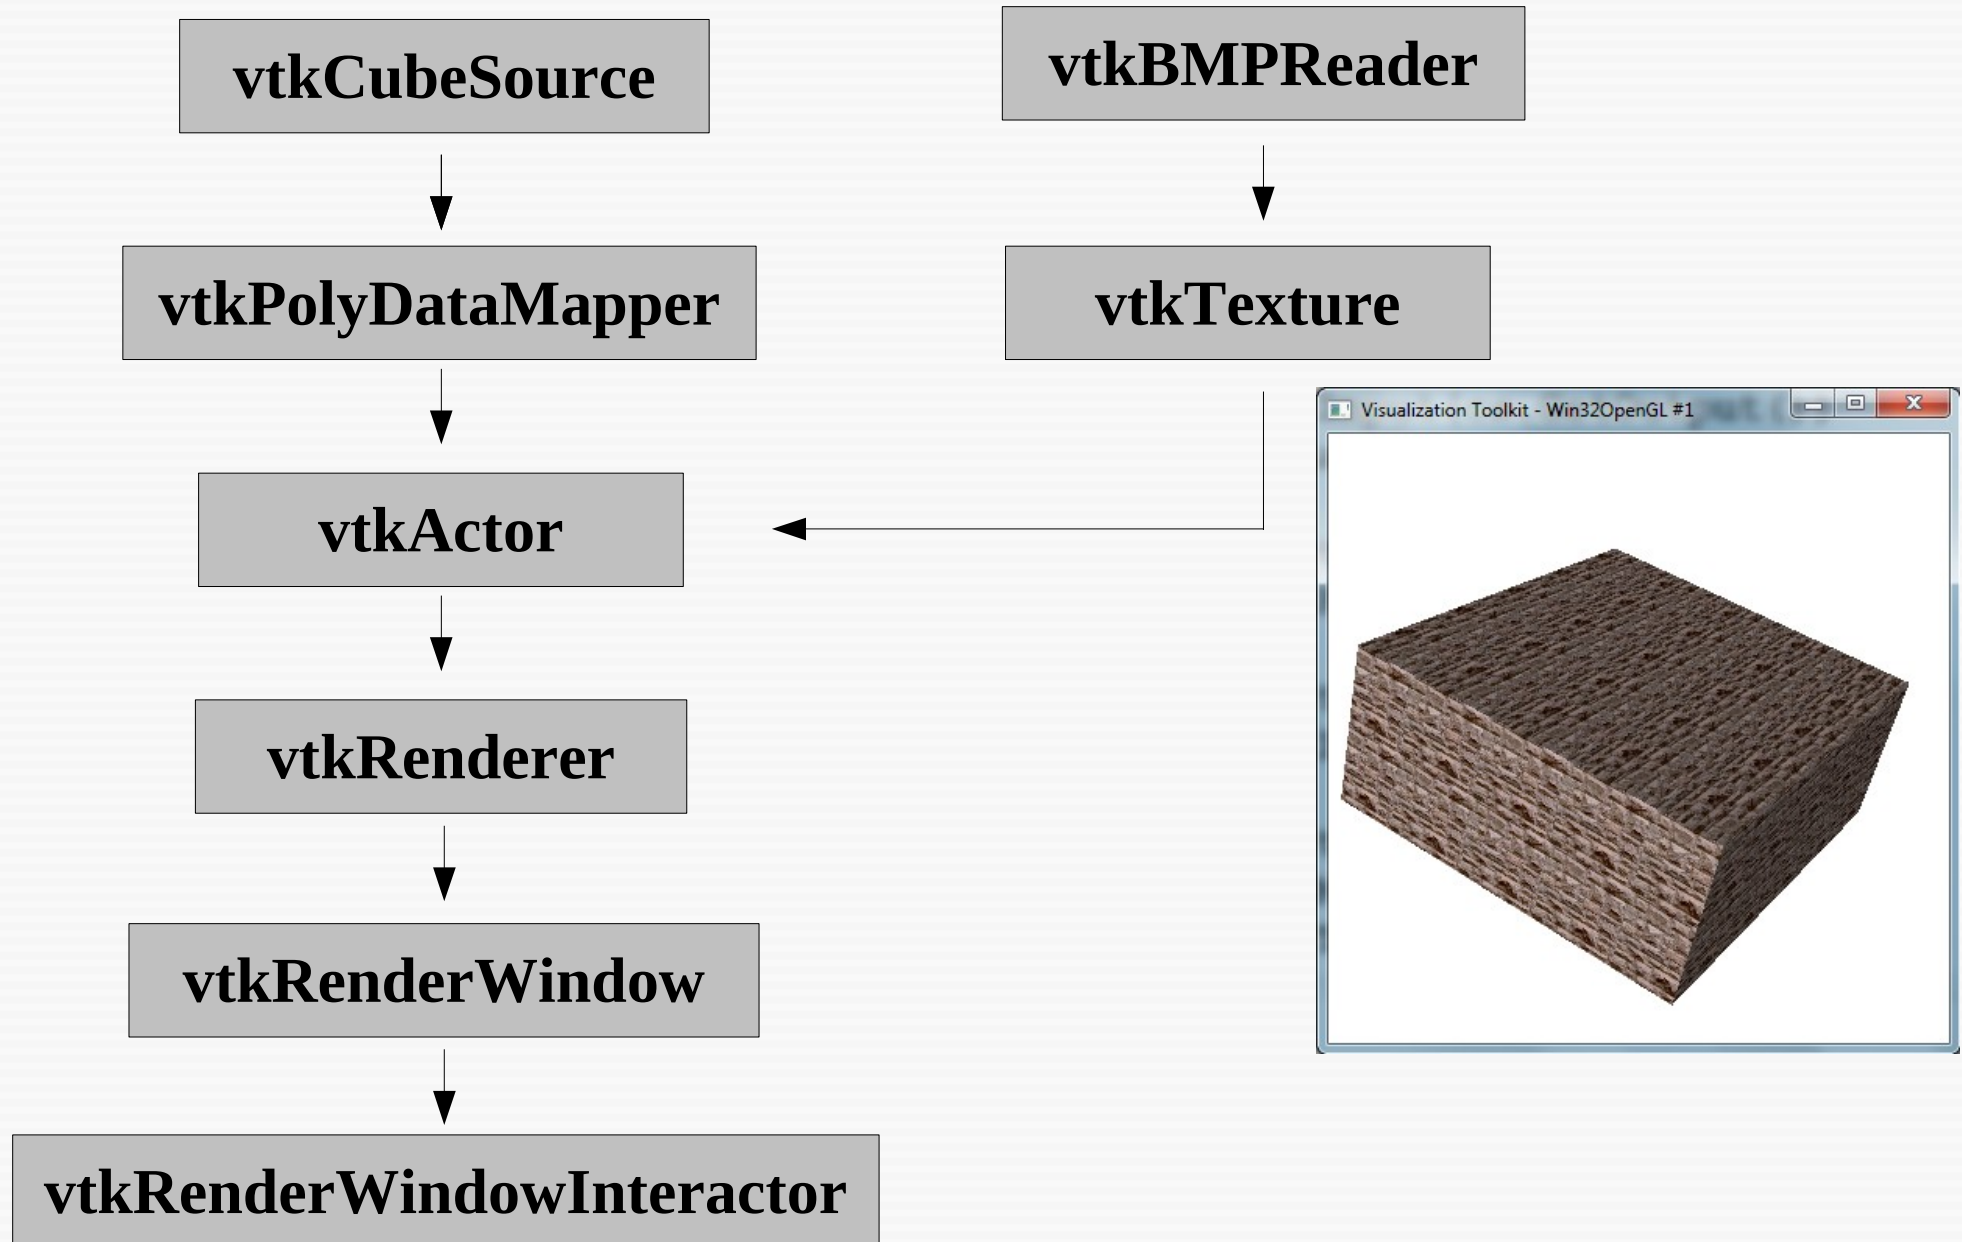 vtkCubeSource
vtkBMPReader
vtkPolyDataMapper
vtkTexture
Visualization Toolkit - Win32OpenGL #1
vtkActor
vtkRenderer
vtkRenderWindow
vtkRenderWindowInteractor